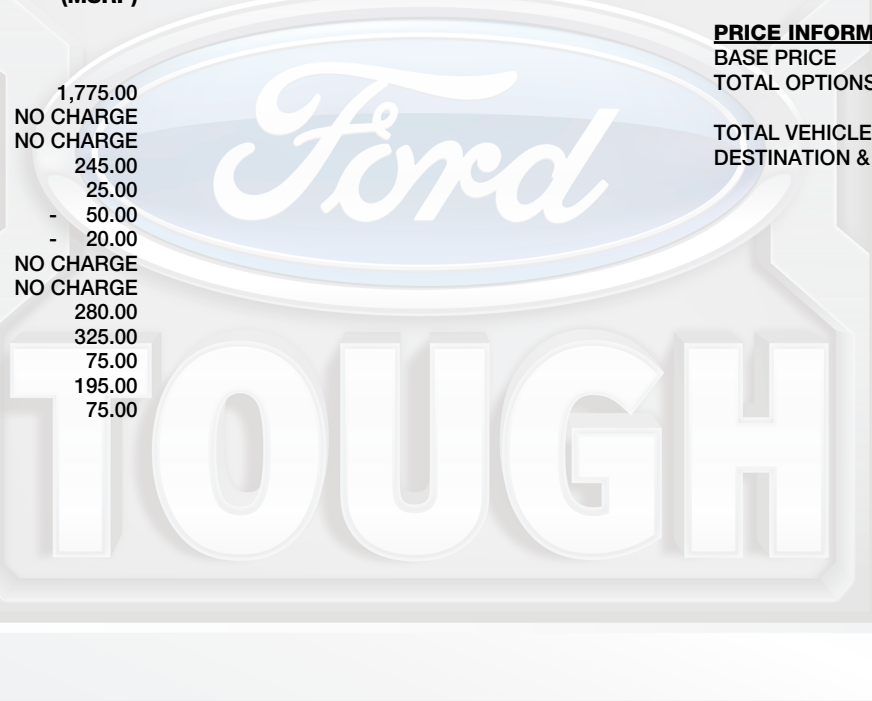 (MSRP)
1,775.00
NO CHARGE
NO CHARGE
245.00
25.00
- 50.00
- 20.00
NO CHARGE
NO CHARGE
280.00
325.00
75.00
195.00
75.00
PRICE INFORM
BASE PRICE
TOTAL OPTIONS
TOTAL VEHICLE
DESTINATION &
Ford
TOUGH